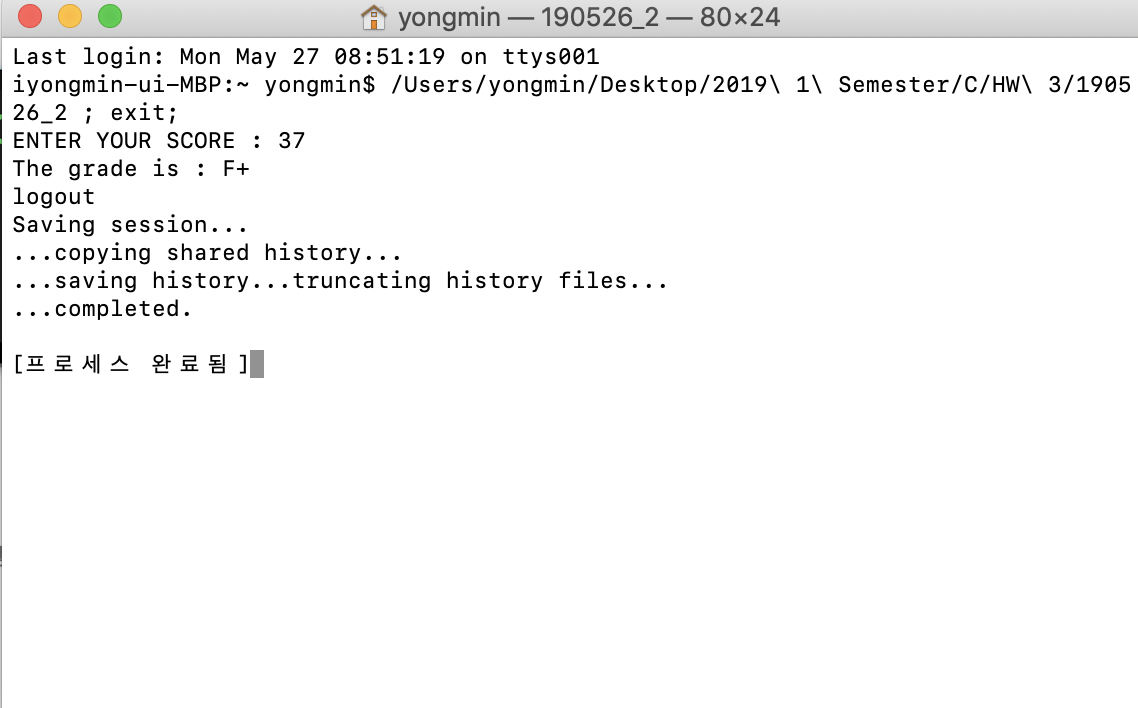 yongmin — 190526_2 — 80×24
Last login: Mon May 27 08:51:19 on ttys001
iyongmin-ui-MBP:~ yongmin$ /Users/yongmin/Desktop/2019\ 1\ Semester/C/HW\ 3/1905
26_2 ; exit;
ENTER YOUR SCORE : 37
The grade is : F+
logout
Saving session...
...copying shared history...
...saving history...truncating history files...
...completed.
[프로세스 완료됨]